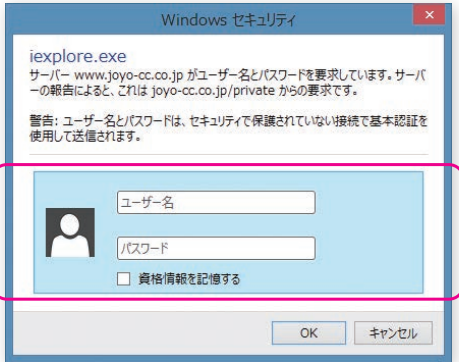 Windows セキュリティ
iexplore.exe
サーバー www.joyo-cc.co.jp がユーザー名とパスワードを要求しています。サーバ
ーの報告によると、これは joyo-cc.co.jp/private からの要求です。
警告: ユーザー名とパスワードは、セキュリティで保護されていない接続で基本認証を
使用して送信されます。
ユーザー名
パスワード
資格情報を記憶する
OK
キャンセル